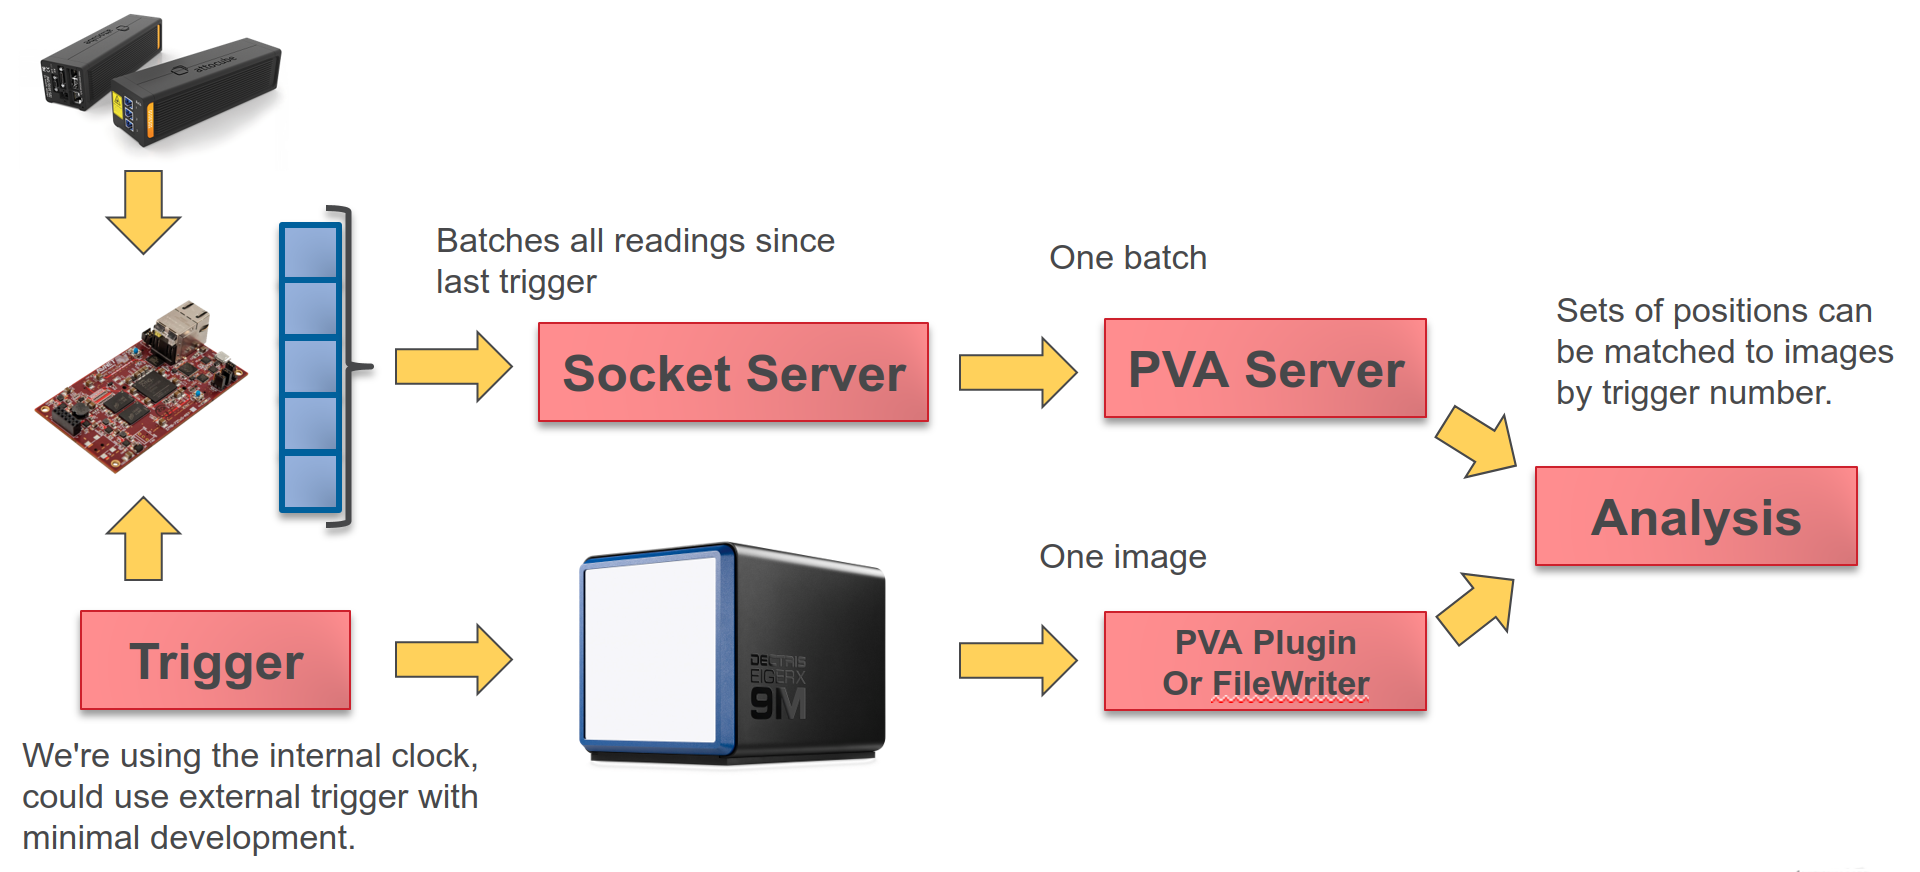 attocube
attocube
Batches all readings since
last trigger
One batch
Sets of positions can
be matched to images
by trigger number.
Socket Server
PVA Server
Analysis
One image
Trigger
DECTRIS
EIGER X
9M
PVA Plugin
Or FileWriter
We're using the internal clock,
could use external trigger with
minimal development.